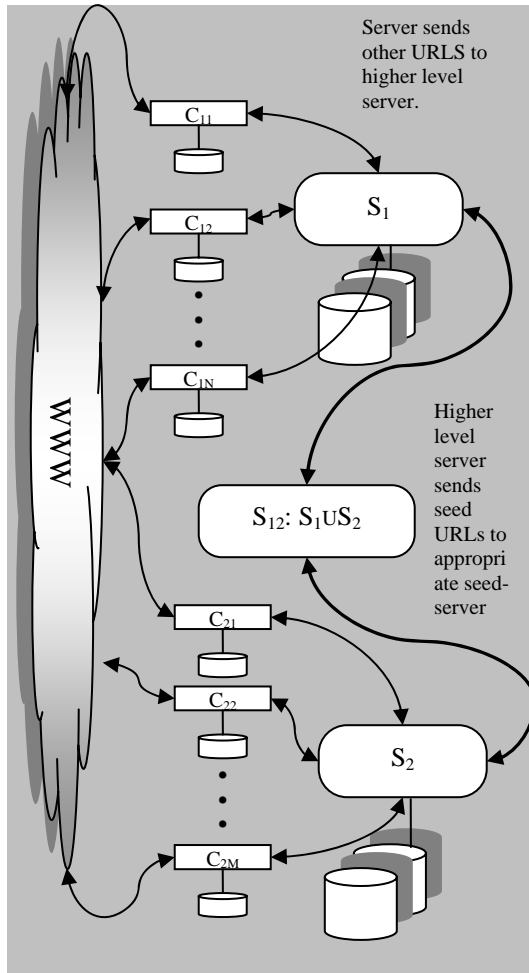 Server sends
other URLS to
higher level
server.
C11
S1
C12
C1N
WWW
Higher
level
server
sends
seed
URLs to
appropri
ate seed-
server
S12: S1US2
C21
C22
S2
C2M